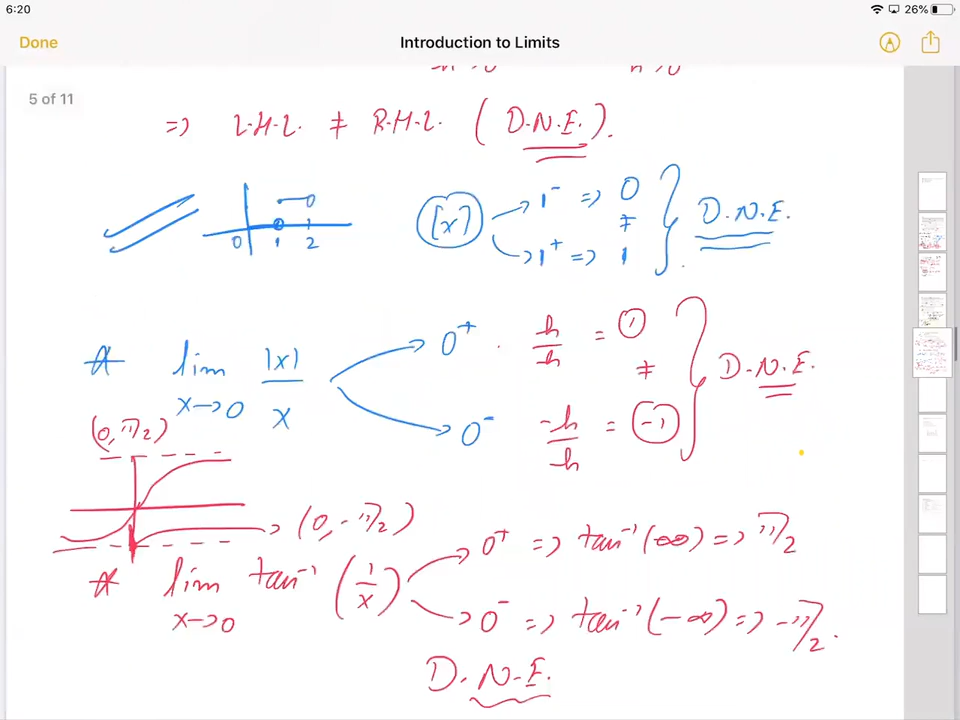 6:20 26%
Done Introduction to Limits
5 of 11
=> L.H.L. ≠ R.H.L. (D.N.E.).
0 1 2
[x] → 1⁻ => 0
≠ D.N.E.
→ 1⁺ => 1
lim x→0 |x|/x → 0⁺ h/h = 1
≠ D.N.E.
→ 0⁻ -h/h = -1
(0, π/2)
→ (0, -π/2)
lim x→0 tan⁻¹(1/x) → 0⁺ => tan⁻¹(∞) => π/2
→ 0⁻ => tan⁻¹(-∞) => -π/2.
D.N.E.